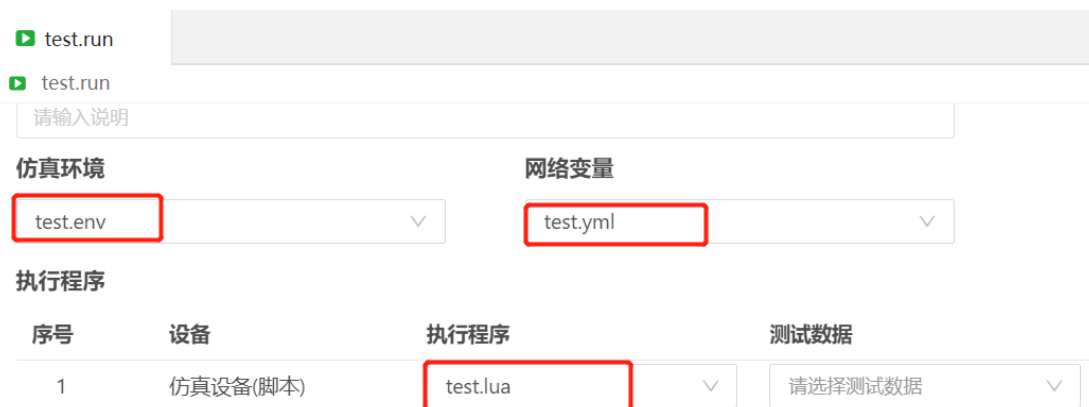 test.run
test.run
请输入说明
仿真环境 网络变量
test.env test.yml
执行程序
序号 设备 执行程序 测试数据
1 仿真设备(脚本) test.lua 请选择测试数据